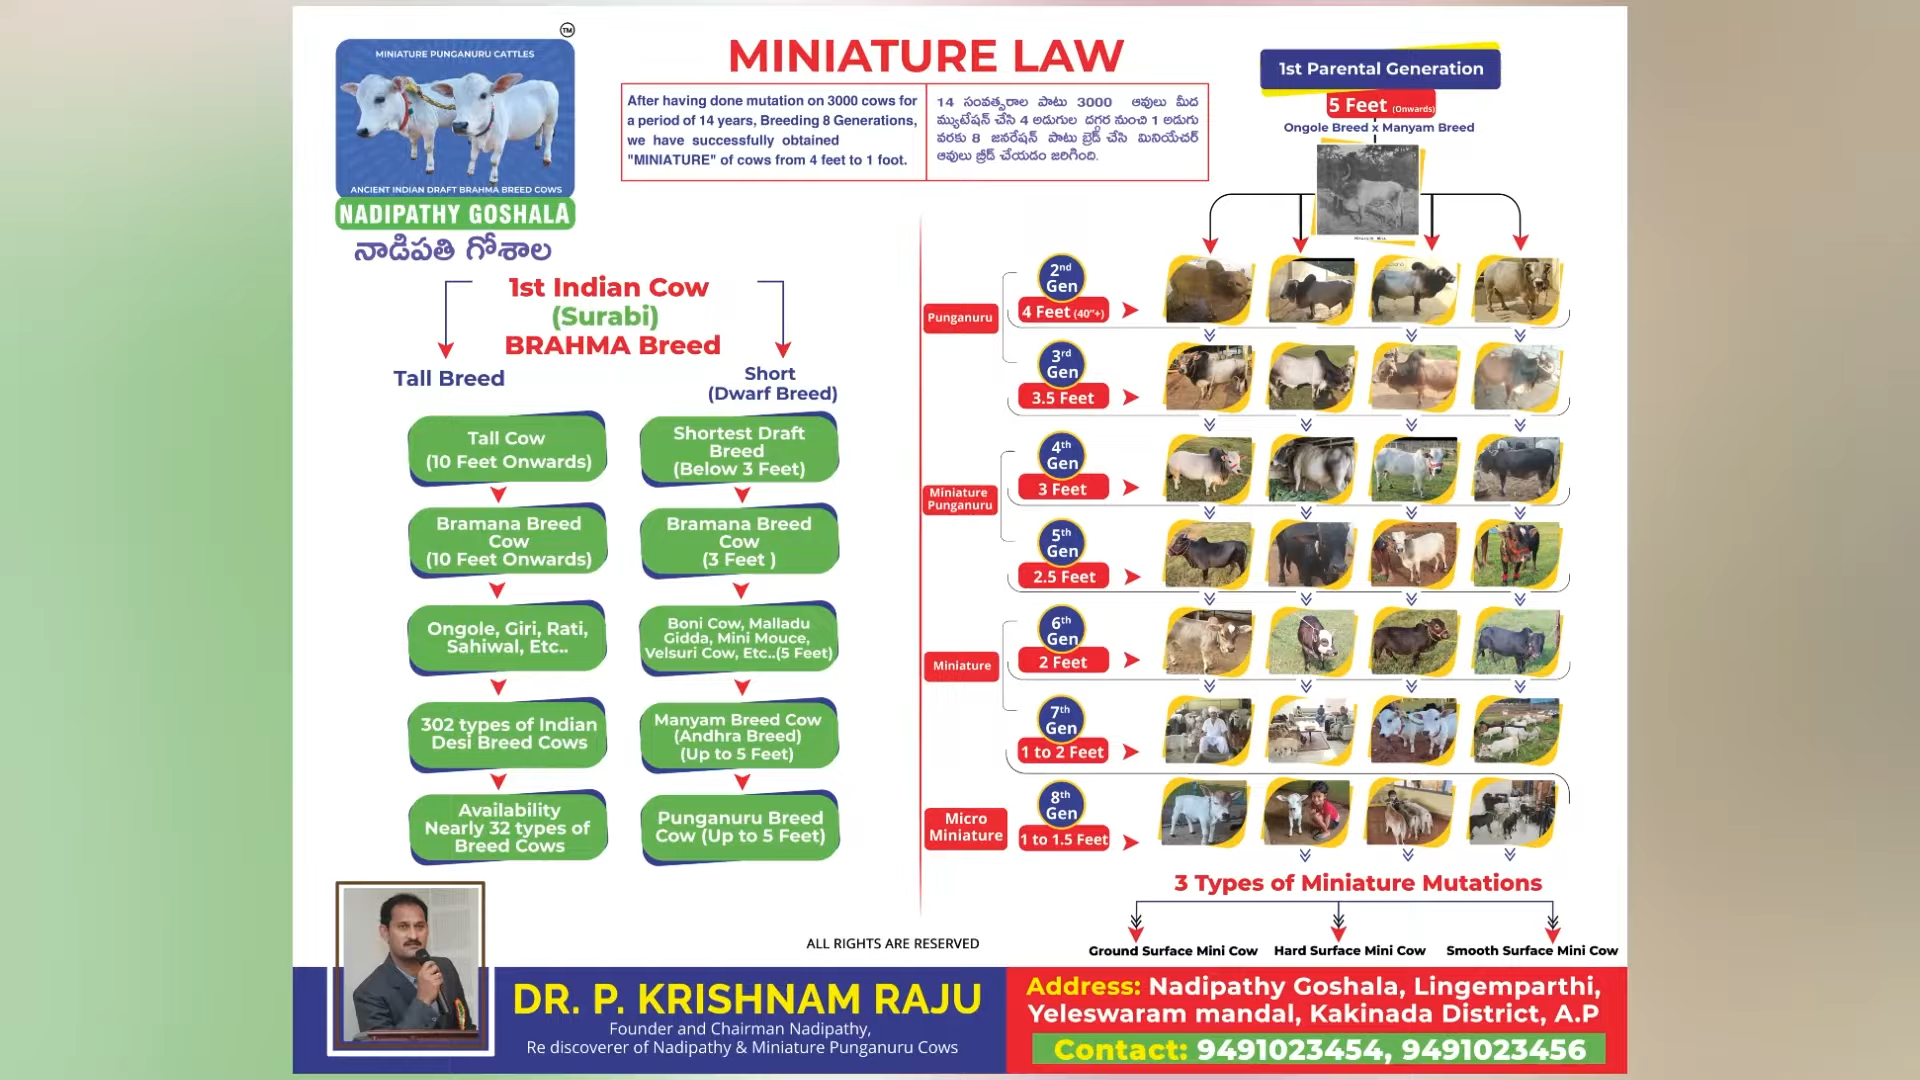 TM
MINIATURE PUNGANURU CATTLES
ANCIENT INDIAN DRAFT BRAHMA BREED COWS
NADIPATHY GOSHALA
నాడిపతి గోశాల
MINIATURE LAW
After having done mutation on 3000 cows for
a period of 14 years, Breeding 8 Generations,
we have successfully obtained
"MINIATURE" of cows from 4 feet to 1 foot.
14 సంవత్సరాల పాటు 3000 ఆవులు మీద
మ్యుటేషన్ చేసి 4 అడుగుల దగ్గర నుంచి 1 అడుగు
వరకు 8 జనరేషన్ పాటు బ్రైడ్ చేసి మినియేచర్
ఆవులు బ్రీడ్ చేయడం జరిగింది.
1st Indian Cow
(Surabi)
BRAHMA Breed
Tall Breed
Short
(Dwarf Breed)
Tall Cow
(10 Feet Onwards)
Bramana Breed
Cow
(10 Feet Onwards)
Ongole, Giri, Rati,
Sahiwal, Etc..
302 types of Indian
Desi Breed Cows
Availability
Nearly 32 types of
Breed Cows
Shortest Draft
Breed
(Below 3 Feet)
Bramana Breed
Cow
(3 Feet )
Boni Cow, Malladu
Gidda, Mini Mouce,
Velsuri Cow, Etc..(5 Feet)
Manyam Breed Cow
(Andhra Breed)
(Up to 5 Feet)
Punganuru Breed
Cow (Up to 5 Feet)
1st Parental Generation
5 Feet (Onwards)
Ongole Breed x Manyam Breed
Punganuru
2nd
Gen
4 Feet (40"+)
3rd
Gen
3.5 Feet
Miniature
Punganuru
4th
Gen
3 Feet
5th
Gen
2.5 Feet
Miniature
6th
Gen
2 Feet
7th
Gen
1 to 2 Feet
Micro
Miniature
8th
Gen
1 to 1.5 Feet
3 Types of Miniature Mutations
Ground Surface Mini Cow
Hard Surface Mini Cow
Smooth Surface Mini Cow
ALL RIGHTS ARE RESERVED
DR. P. KRISHNAM RAJU
Founder and Chairman Nadipathy,
Re discoverer of Nadipathy & Miniature Punganuru Cows
Address: Nadipathy Goshala, Lingemparthi,
Yeleswaram mandal, Kakinada District, A.P
Contact: 9491023454, 9491023456